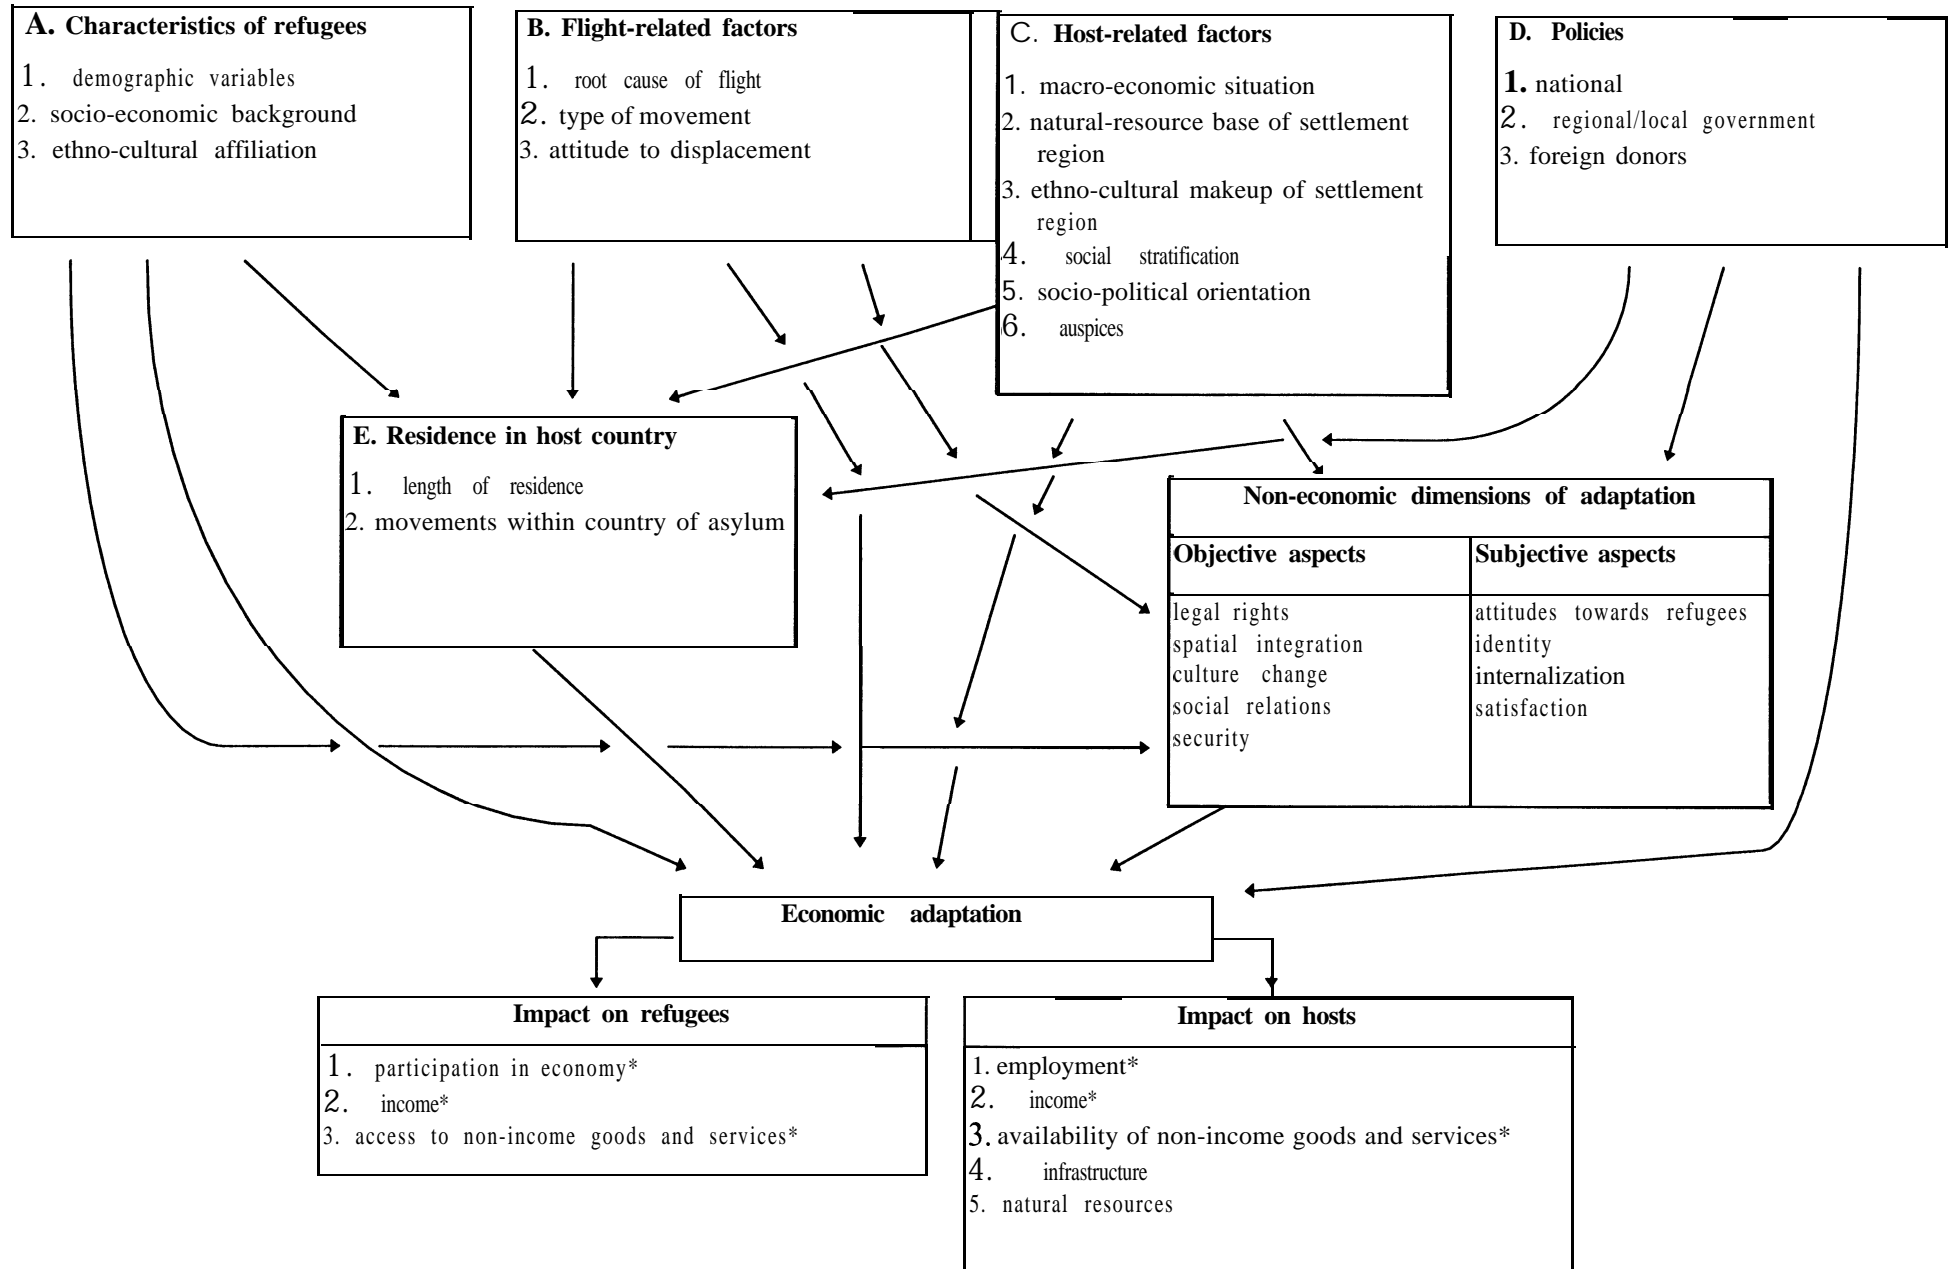 A. Characteristics of refugees
1. demographic variables
2. socio-economic background
3. ethno-cultural affiliation
B. Flight-related factors
1. root cause of flight
2. type of movement
3. attitude to displacement
C. Host-related factors
1. macro-economic situation
2. natural-resource base of settlement
region
3. ethno-cultural makeup of settlement
region
4. social stratification
5. socio-political orientation
6. auspices
D. Policies
1. national
2. regional/local government
3. foreign donors
E. Residence in host country
1. length of residence
2. movements within country of asylum
Non-economic dimensions of adaptation
Objective aspects
legal rights
spatial integration
culture change
social relations
security
Subjective aspects
attitudes towards refugees
identity
internalization
satisfaction
Economic adaptation
Impact on refugees
1. participation in economy*
2. income*
3. access to non-income goods and services*
Impact on hosts
1. employment*
2. income*
3. availability of non-income goods and services*
4. infrastructure
5. natural resources